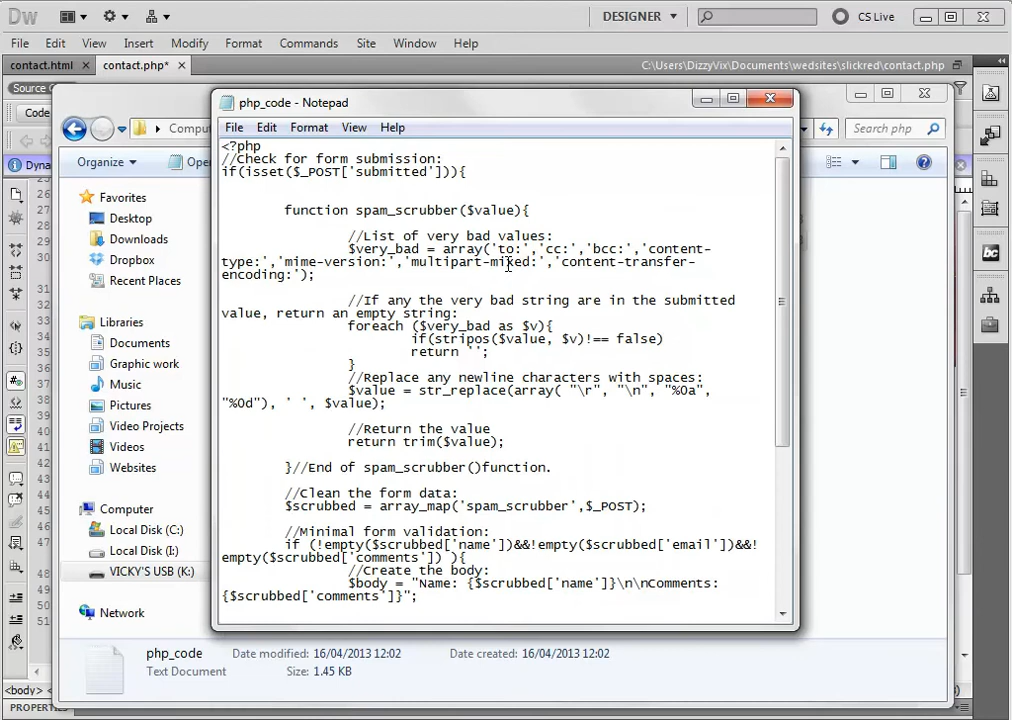 Dw
DESIGNER
CS Live
File Edit View Insert Modify Format Commands Site Window Help
contact.html contact.php* C:\Users\DizzyVix\Documents\wedsites\slickred\contact.php
Source C
Code
php_code - Notepad
Compu
Search php
File Edit Format View Help
Organize
Ope
Dyna
Favorites
Desktop
Downloads
Dropbox
Recent Places
Libraries
Documents
Graphic work
Music
Pictures
Video Projects
Videos
Websites
Computer
Local Disk (C:)
Local Disk (I:)
VICKY'S USB (K:)
Network
<?php
//Check for form submission:
if(isset($_POST['submitted'])){
function spam_scrubber($value){
//List of very bad values:
$very_bad = array('to:','cc:','bcc:','content-
type:','mime-version:','multipart-mixed:','content-transfer-
encoding:');
//If any the very bad string are in the submitted
value, return an empty string:
foreach ($very_bad as $v){
if(stripos($value, $v)!== false)
return '';
}
//Replace any newline characters with spaces:
$value = str_replace(array( "\r", "\n", "%0a",
"%0d"), ' ', $value);
//Return the value
return trim($value);
}//End of spam_scrubber()function.
//Clean the form data:
$scrubbed = array_map('spam_scrubber',$_POST);
//Minimal form validation:
if (!empty($scrubbed['name'])&&!empty($scrubbed['email'])&&!
empty($scrubbed['comments']) ){
//Create the body:
$body = "Name: {$scrubbed['name']}\n\nComments:
{$scrubbed['comments']}";
php_code Date modified: 16/04/2013 12:02 Date created: 16/04/2013 12:02
Text Document Size: 1.45 KB
<body>
PROPERTIES